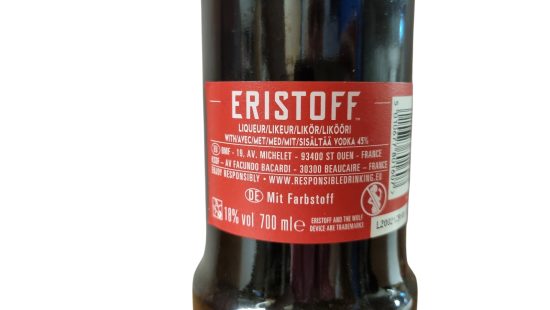 ERISTOFF™
LIQUEUR/LIKEUR/LIKÖR/LIKÖÖRI
WITH/AVEC/MET/MED/MIT/SISÄLTÄÄ VODKA 45%
BMF - 19, AV. MICHELET - 93400 ST OUEN - FRANCE
AV FACUNDO BACARDI - 30300 BEAUCAIRE - FRANCE
ENJOY RESPONSIBLY • WWW.RESPONSIBLEDRINKING.EU
DE Mit Farbstoff
18% vol 700 ml e
ERISTOFF AND THE WOLF
DEVICE ARE TRADEMARKS